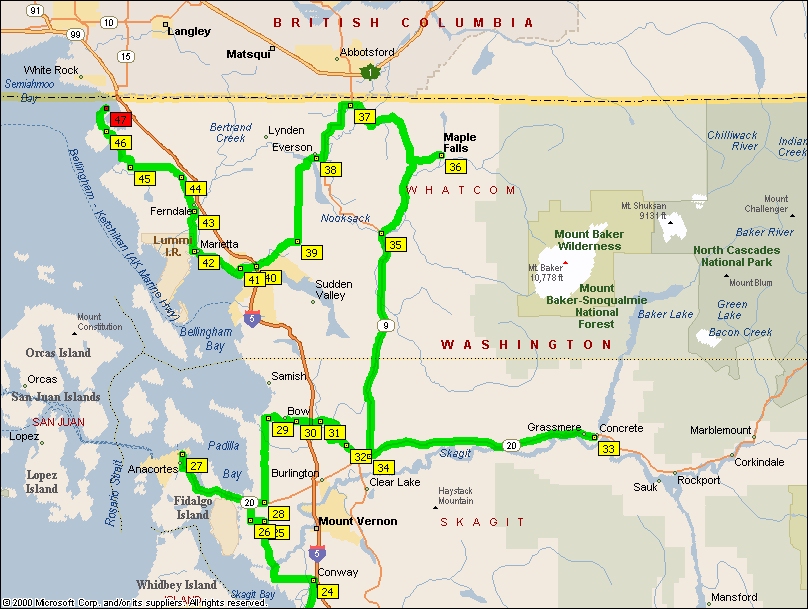 BRITISH COLUMBIA
91
10
99
Langley
15
Matsqui
Abbotsford
1
White Rock
Semiahmoo
Bay
47
46
45
44
43
42
41
40
39
38
37
36
35
Bertrand
Creek
Lynden
Everson
Maple
Falls
WHATCOM
Chilliwack
River
Indian
Creek
Mount
Challenger
Mt. Shuksan
9131 ft
Baker River
Mount Baker
Wilderness
North Cascades
National Park
Mt. Baker
10,778 ft
Mount Blum
Mount
Baker-Snoqualmie
National
Forest
Baker Lake
Green
Lake
Bacon Creek
Nooksack
Ferndale
Lummi
I.R.
Marietta
Bellingham - Ketchikan (AK Marine Hwy)
Sudden
Valley
5
Bellingham
Bay
9
WASHINGTON
Mount
Constitution
Orcas Island
Orcas
San Juan Islands
SAN JUAN
Lopez
Lopez
Island
Rosario Strait
Samish
Bow
29
30
31
32
34
Padilla
Bay
Anacortes
27
Fidalgo
Island
Burlington
Clear Lake
Skagit
20
Grassmere
Concrete
33
Marblemount
Corkindale
Rockport
Sauk
Haystack
Mountain
SKAGIT
20
28
26
25
Mount Vernon
5
Conway
24
Whidbey Island
ISLAND
Skagit Bay
Mansford
© 2000 Microsoft Corp. and/or its suppliers. All rights reserved.